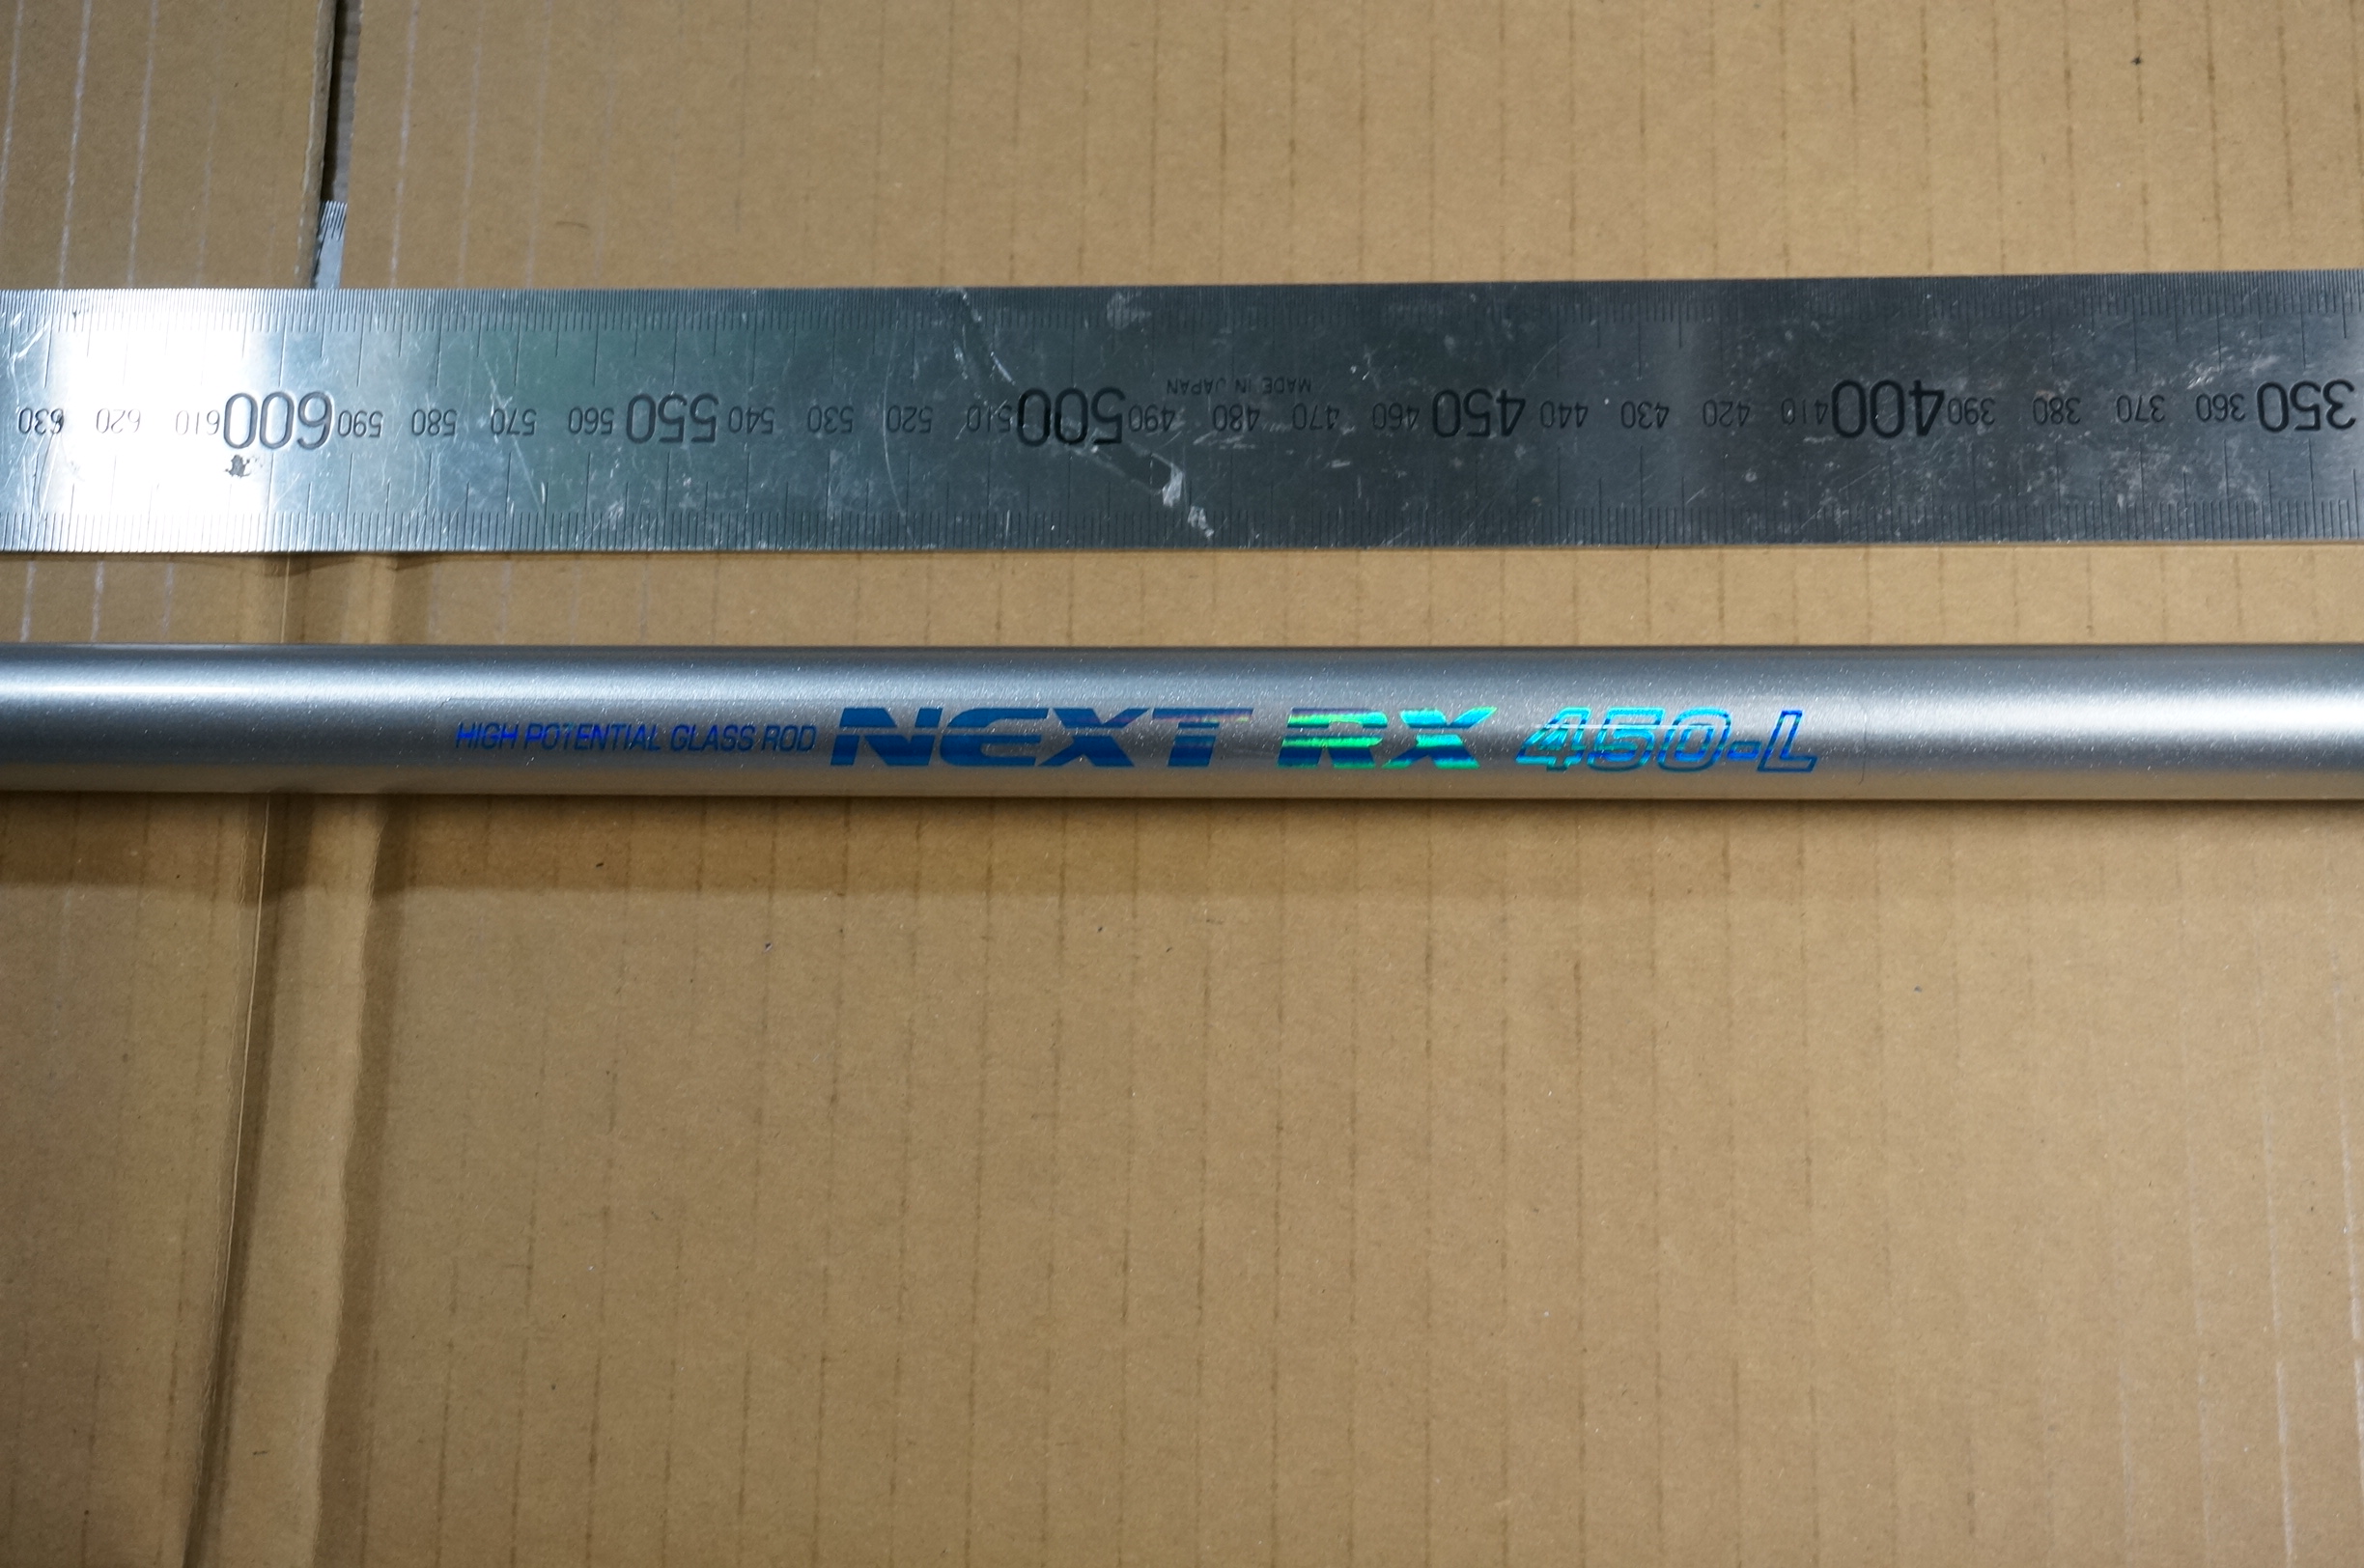 MADE IN JAPAN
630 620 610 600 590 580 570 560 550 540 530 520 510 500 490 480 470 460 450 440 430 420 410 400 390 380 370 360 350
HIGH POTENTIAL GLASS ROD NEXT RX 450-L